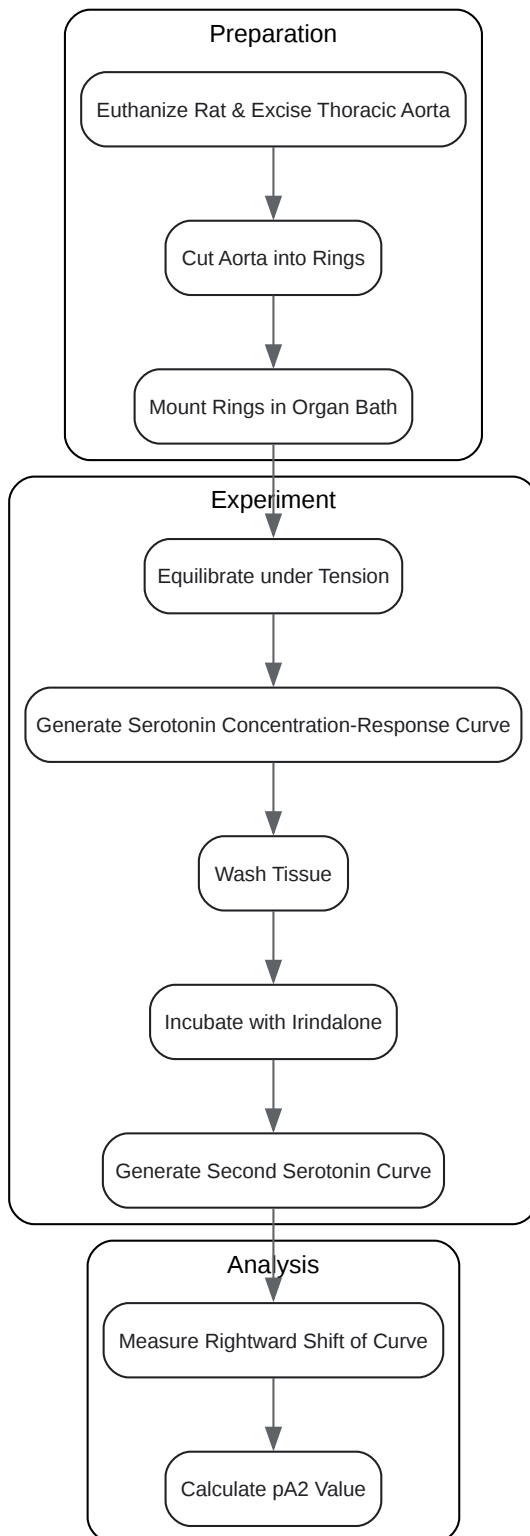 Preparation
Euthanize Rat & Excise Thoracic Aorta
Cut Aorta into Rings
Mount Rings in Organ Bath
Experiment
Equilibrate under Tension
Generate Serotonin Concentration-Response Curve
Wash Tissue
Incubate with Irindalone
Generate Second Serotonin Curve
Analysis
Measure Rightward Shift of Curve
Calculate pA2 Value